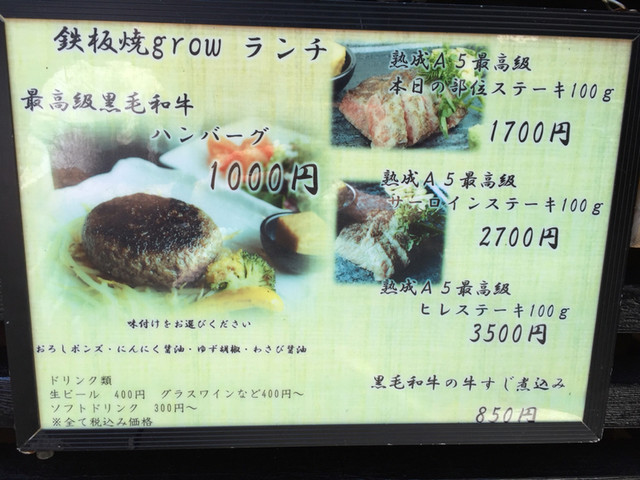 鉄板焼grow ランチ
最高級黒毛和牛
ハンバーグ
1000円
味付けをお選びください
おろしポンズ・にんにく醤油・ゆず胡椒・わさび醤油
ドリンク類
生ビール 400円 グラスワインなど400円～
ソフトドリンク 300円～
※全て税込み価格
熟成A5最高級
本日の部位ステーキ100g
1700円
熟成A5最高級
サーロインステーキ100g
2700円
熟成A5最高級
ヒレステーキ100g
3500円
黒毛和牛の牛すじ煮込み
850円